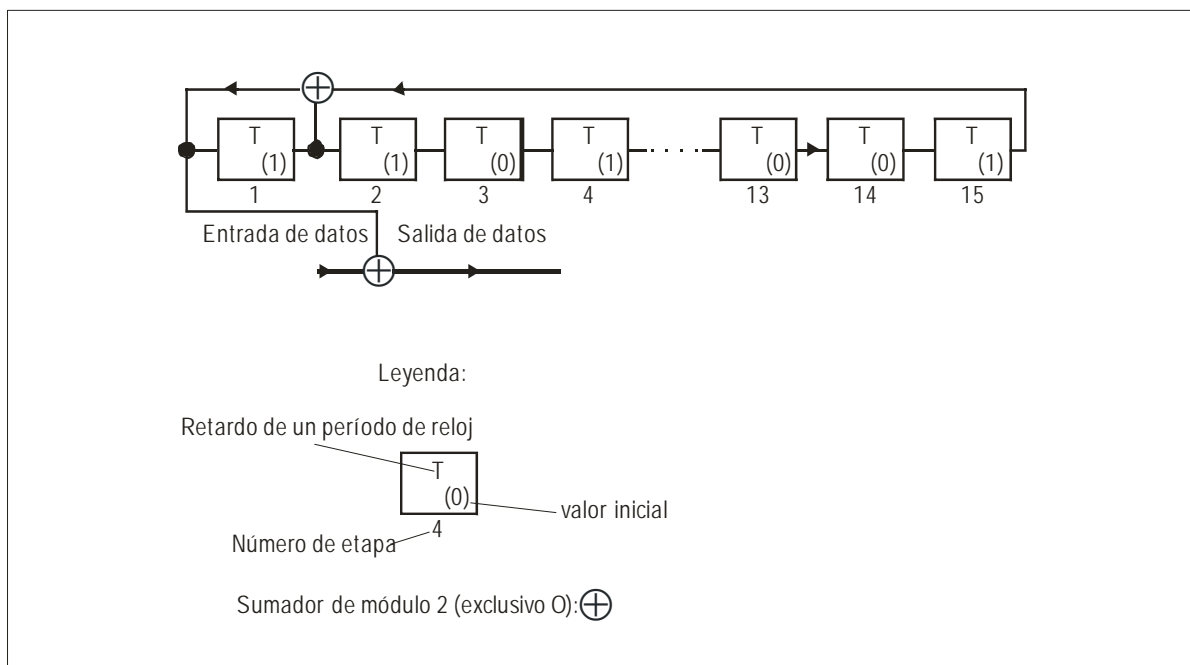 T T T T T T T
(1) (1) (0) (1) (0) (0) (1)
1 2 3 4 13 14 15
Entrada de datos Salida de datos
Leyenda:
Retardo de un período de reloj
T
(0)
valor inicial
4
Número de etapa
Sumador de módulo 2 (exclusivo O):